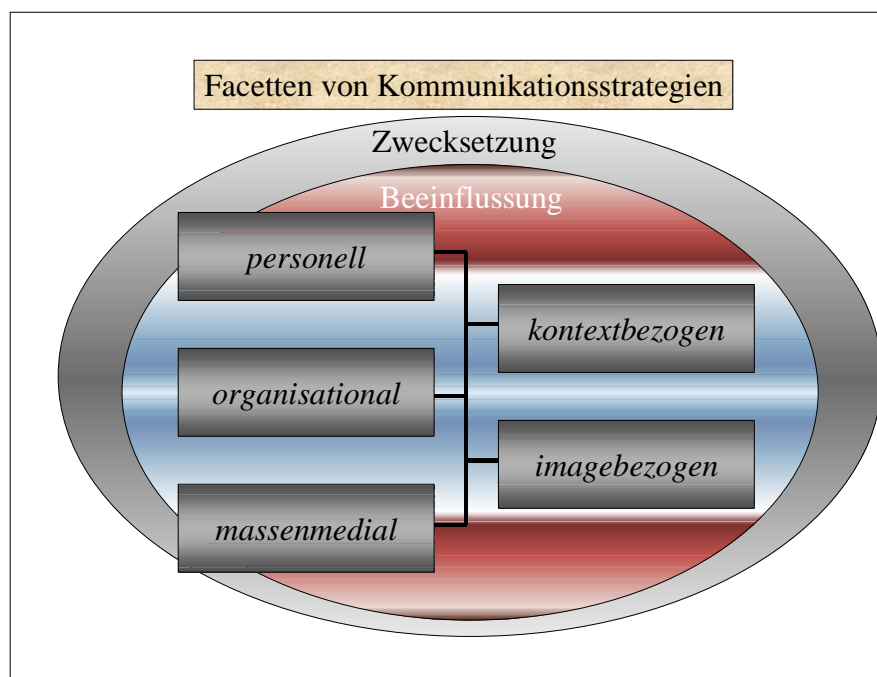 Facetten von Kommunikationsstrategien
Zwecksetzung
Beeinflussung
personell
kontextbezogen
organisational
imagebezogen
massenmedial